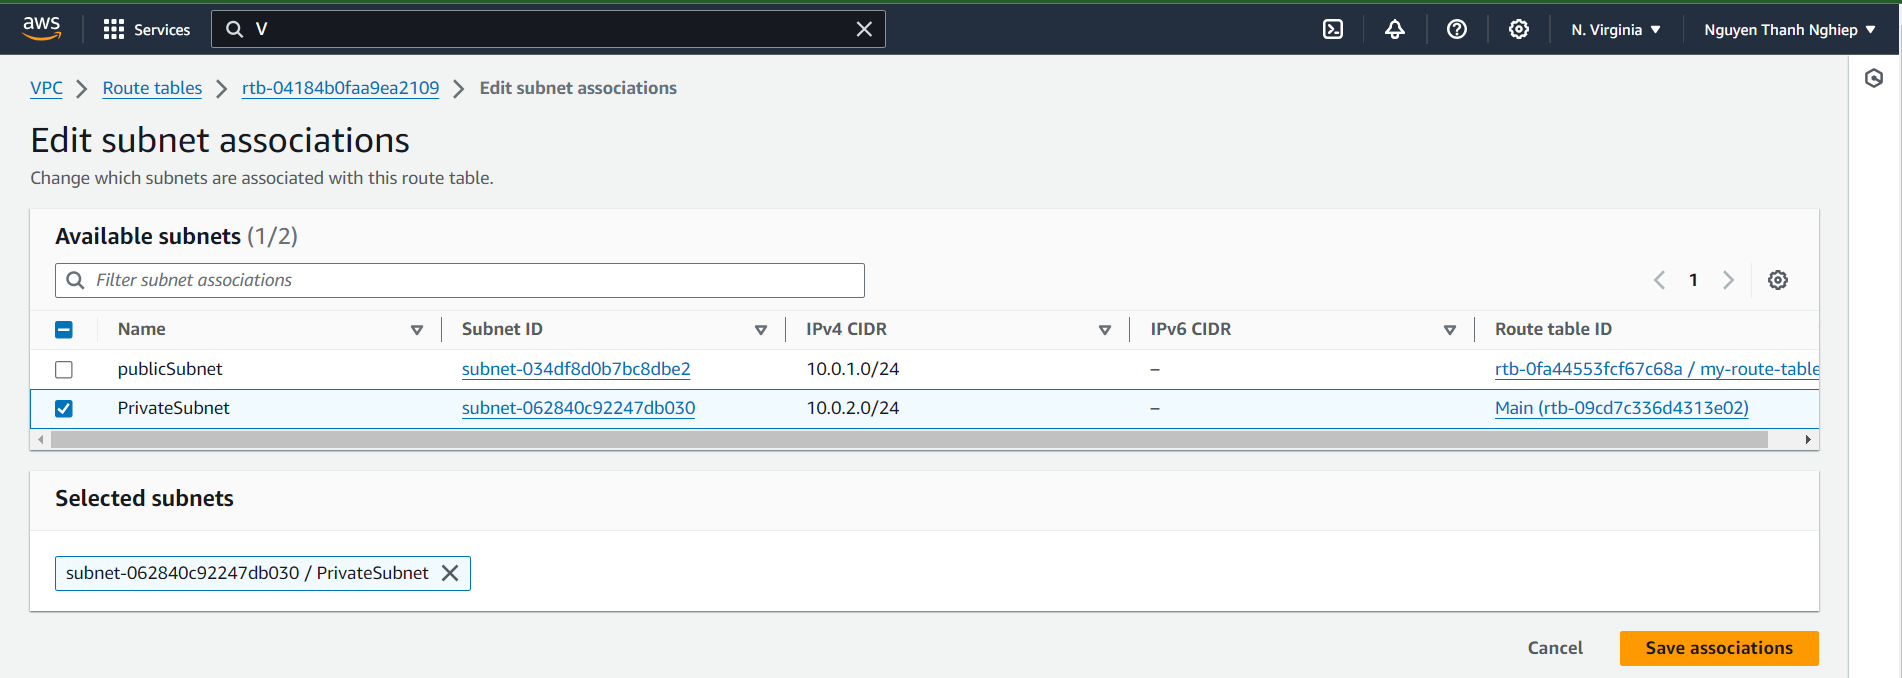 aws Services V N. Virginia Nguyen Thanh Nghiep
VPC Route tables rtb-04184b0faa9ea2109 Edit subnet associations
Edit subnet associations
Change which subnets are associated with this route table.
Available subnets (1/2)
Filter subnet associations 1
Name Subnet ID IPv4 CIDR IPv6 CIDR Route table ID
publicSubnet subnet-034df8d0b7bc8dbe2 10.0.1.0/24 – rtb-0fa44553fcf67c68a / my-route-table
PrivateSubnet subnet-062840c92247db030 10.0.2.0/24 – Main (rtb-09cd7c336d4313e02)
Selected subnets
subnet-062840c92247db030 / PrivateSubnet
Cancel Save associations